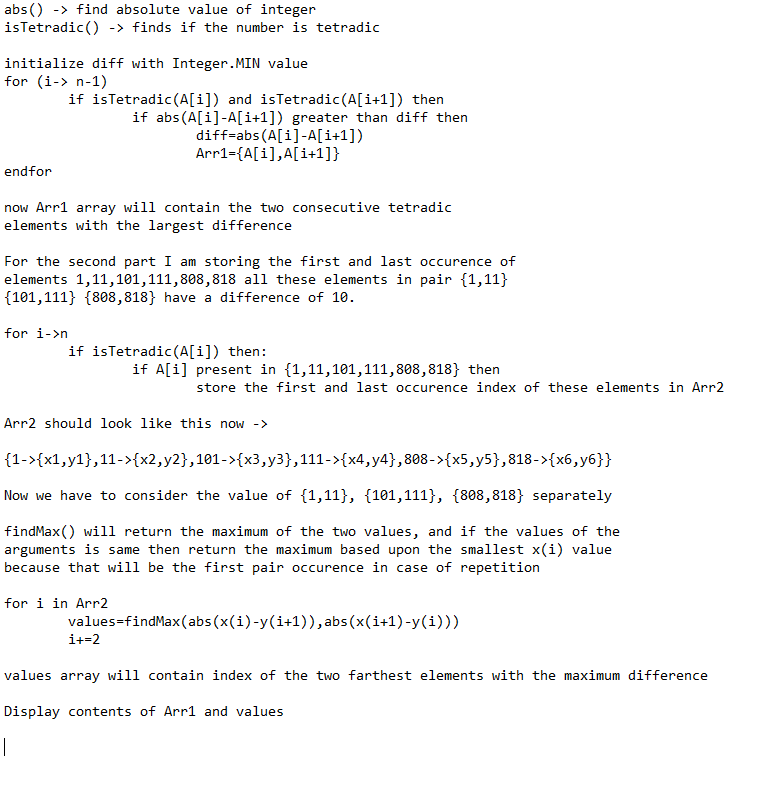 abs() -> find absolute value of integer
isTetradic() -> finds if the number is tetradic
initialize diff with Integer.MIN value
for (i-> n-1)
if isTetradic(A[i]) and isTetradic(A[i+1]) then
if abs(A[i]-A[i+1]) greater than diff then
diff=abs(A[i]-A[i+1])
Arr1={A[i],A[i+1]}
endfor
now Arr1 array will contain the two consecutive tetradic
elements with the largest difference
For the second part I am storing the first and last occurence of
elements 1,11,101,111,808,818 all these elements in pair {1,11}
{101,111} {808,818} have a difference of 10.
for i->n
if isTetradic(A[i]) then:
if A[i] present in {1,11,101,111,808,818} then
store the first and last occurence index of these elements in Arr2
Arr2 should look like this now ->
{1->{x1,y1},11->{x2,y2},101->{x3,y3},111->{x4,y4},808->{x5,y5},818->{x6,y6}}
Now we have to consider the value of {1,11}, {101,111}, {808,818} separately
findMax() will return the maximum of the two values, and if the values of the
arguments is same then return the maximum based upon the smallest x(i) value
because that will be the first pair occurence in case of repetition
for i in Arr2
values=findMax(abs(x(i)-y(i+1)),abs(x(i+1)-y(i)))
i+=2
values array will contain index of the two farthest elements with the maximum difference
Display contents of Arr1 and values